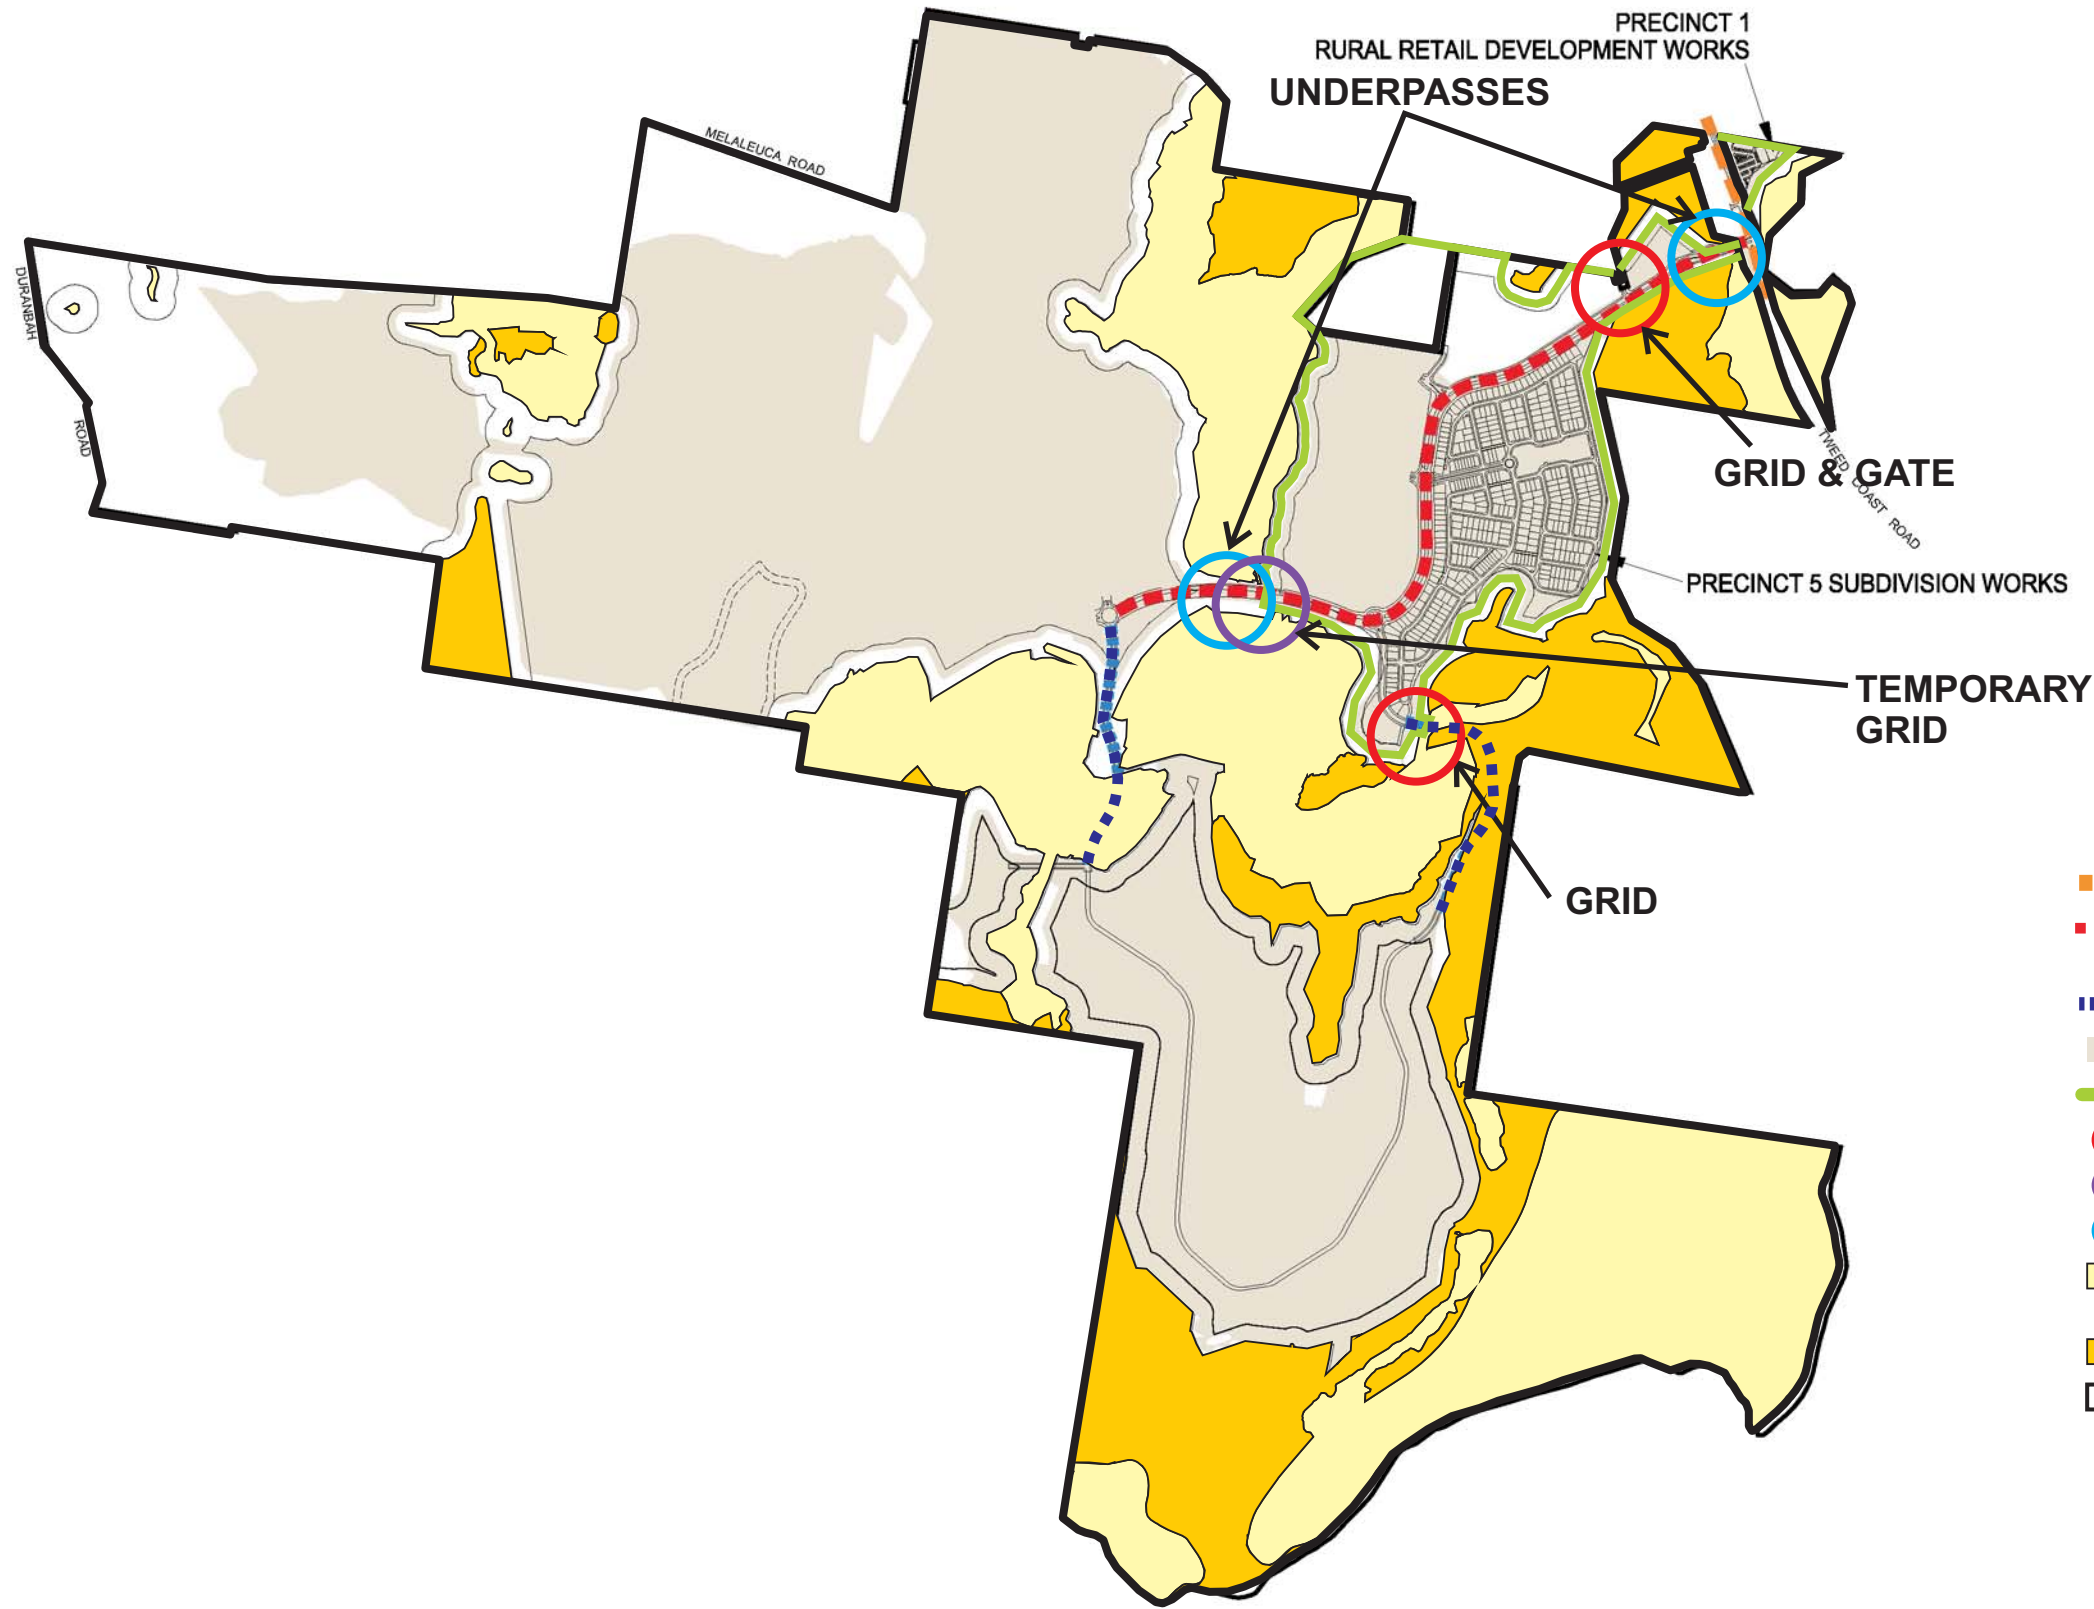 PRECINCT 1
RURAL RETAIL DEVELOPMENT WORKS
UNDERPASSES
MELALEUCA ROAD
DURANBAH
ROAD
GRID & GATE
TWEED COAST ROAD
PRECINCT 5 SUBDIVISION WORKS
TEMPORARY
GRID
GRID